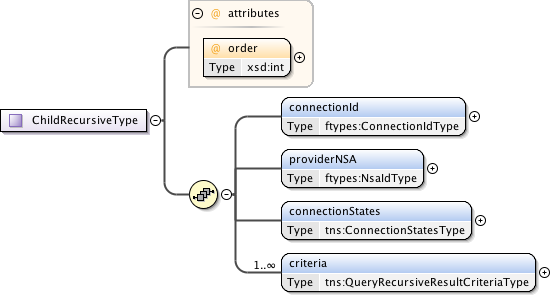 @ attributes
@ order
Type xsd:int
ChildRecursiveType
connectionId
Type ftypes:ConnectionIdType
providerNSA
Type ftypes:NsaIdType
connectionStates
Type tns:ConnectionStatesType
1..∞
criteria
Type tns:QueryRecursiveResultCriteriaType